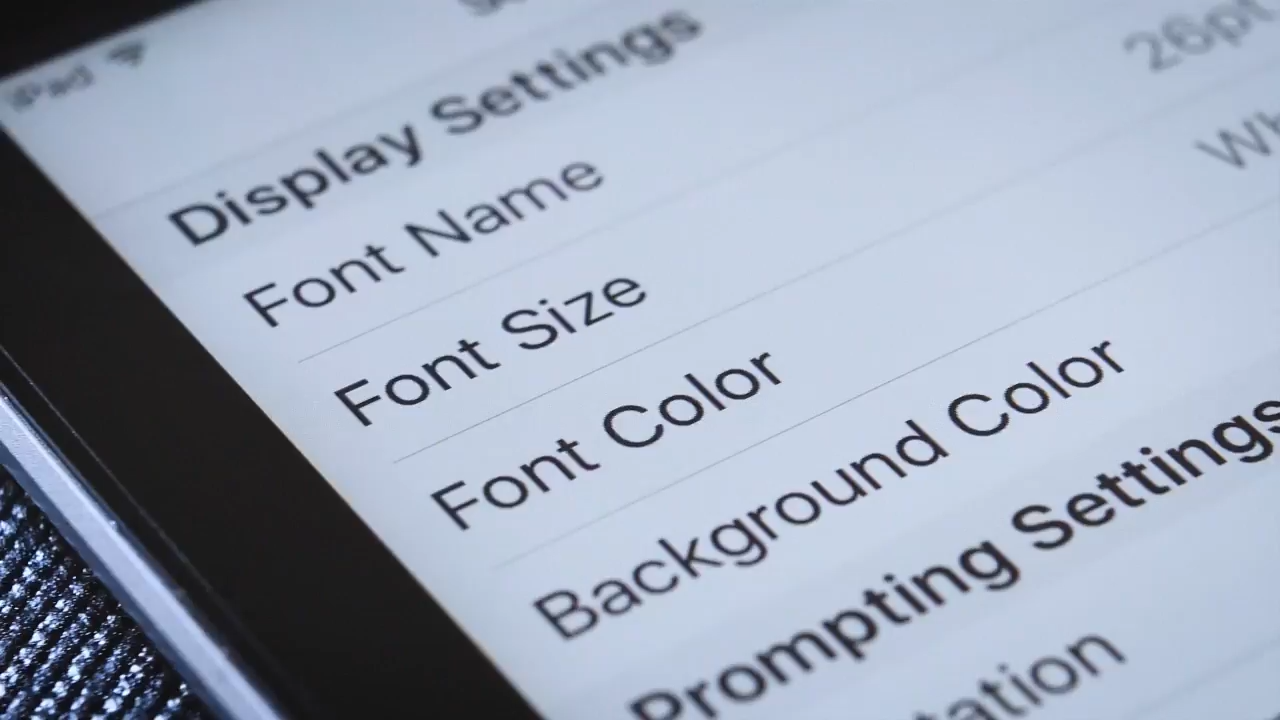 iPad
Display Settings
Font Name
Font Size 26pt
Font Color
Background Color
Prompting Settings